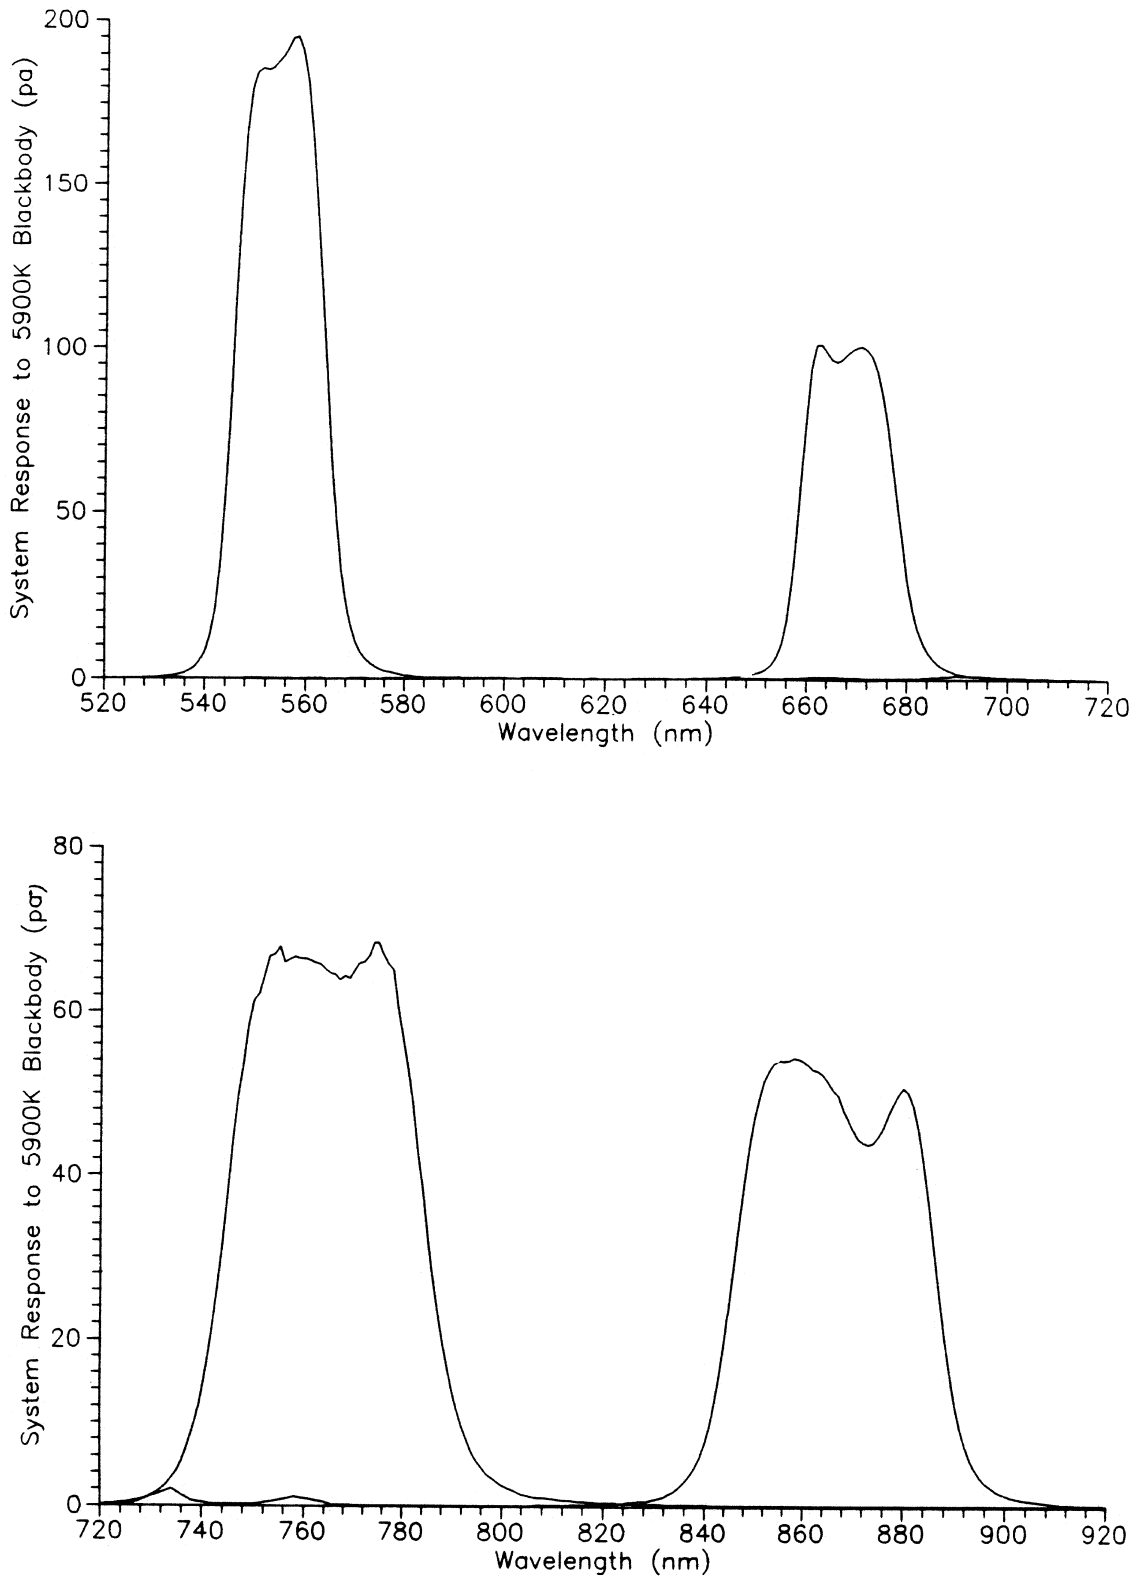 System Response to 5900K Blackbody (pa)
200
150
100
50
0
520 540 560 580 600 620 640 660 680 700 720
Wavelength (nm)
System Response to 5900K Blackbody (pa)
80
60
40
20
0
720 740 760 780 800 820 840 860 880 900 920
Wavelength (nm)